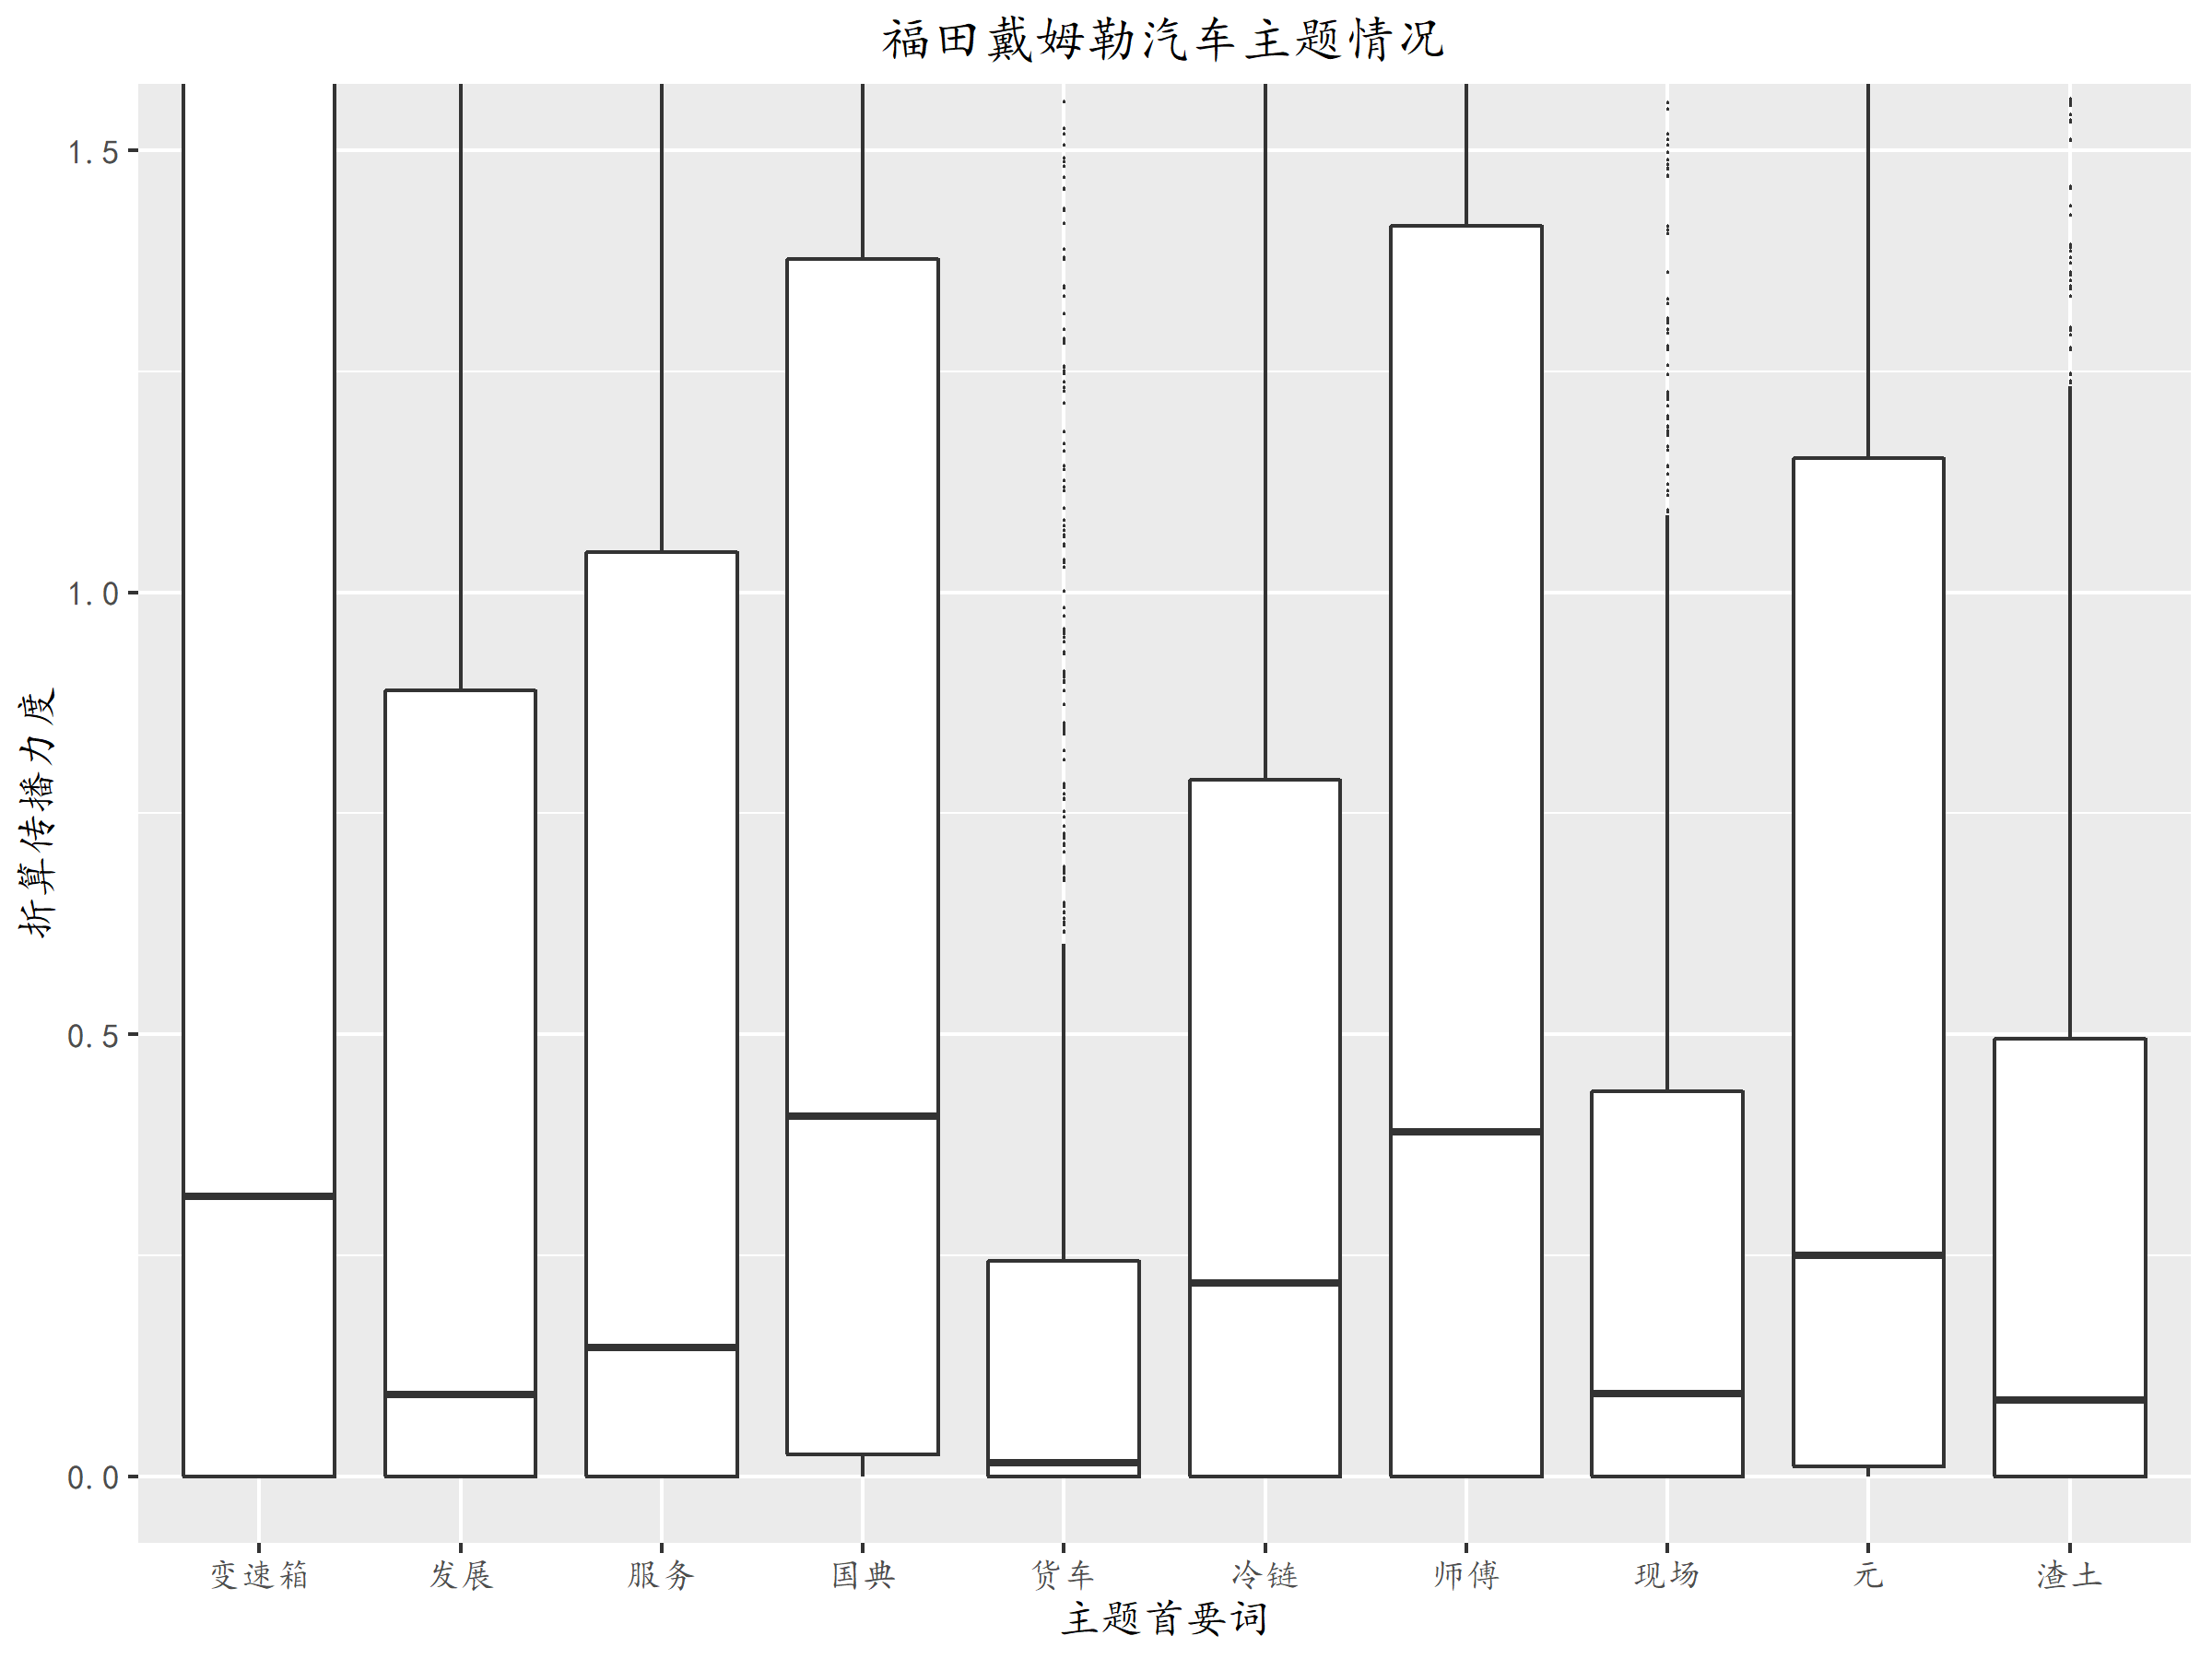 福田戴姆勒汽车主题情况
折算传播力度
1.5
1.0
0.5
0.0
变速箱 发展 服务 国典 货车 冷链 师傅 现场 元 渣土
主题首要词